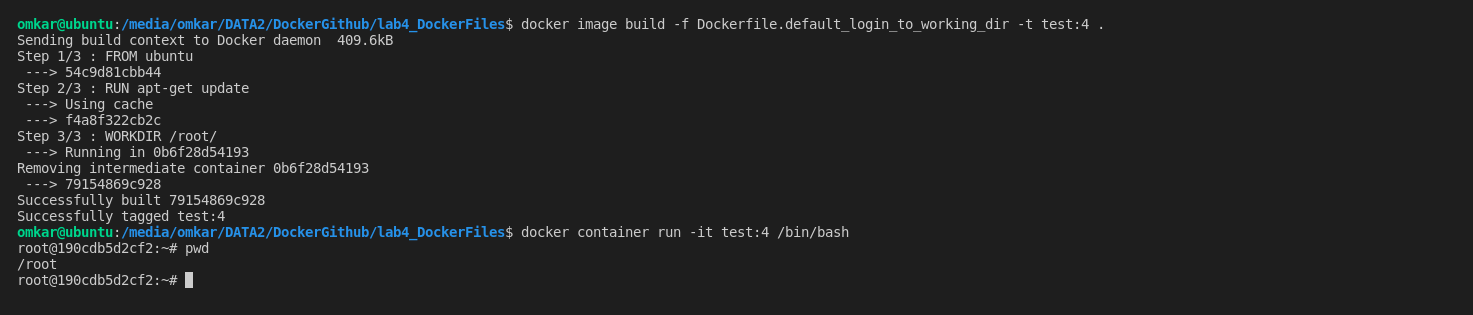 omkar@ubuntu:/media/omkar/DATA2/DockerGithub/lab4_DockerFiles$ docker image build -f Dockerfile.default_login_to_working_dir -t test:4 .
Sending build context to Docker daemon  409.6kB
Step 1/3 : FROM ubuntu
 ---> 54c9d81cbb44
Step 2/3 : RUN apt-get update
 ---> Using cache
 ---> f4a8f322cb2c
Step 3/3 : WORKDIR /root/
 ---> Running in 0b6f28d54193
Removing intermediate container 0b6f28d54193
 ---> 79154869c928
Successfully built 79154869c928
Successfully tagged test:4
omkar@ubuntu:/media/omkar/DATA2/DockerGithub/lab4_DockerFiles$ docker container run -it test:4 /bin/bash
root@190cdb5d2cf2:~# pwd
/root
root@190cdb5d2cf2:~#